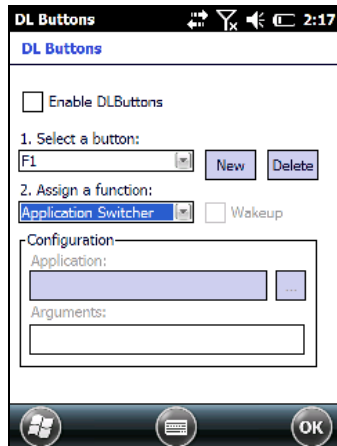 DL Buttons 2:17
DL Buttons
Enable DLButtons
1. Select a button:
F1 New Delete
2. Assign a function:
Application Switcher Wakeup
Configuration
Application:
...
Arguments:
OK